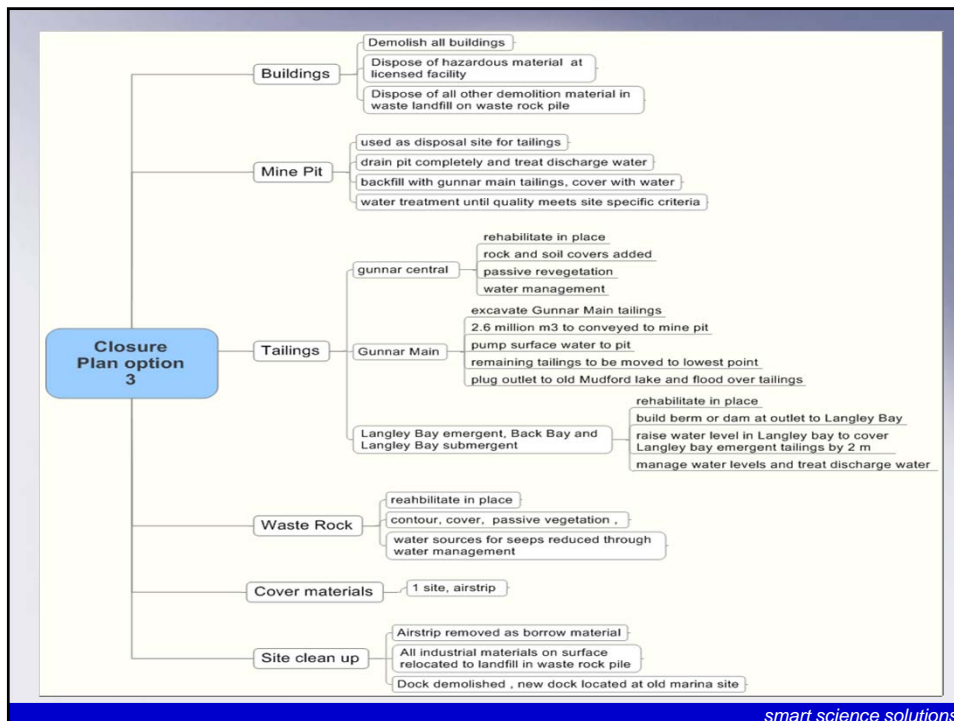 Closure
Plan option
3
Buildings
Demolish all buildings
Dispose of hazardous material at
licensed facility
Dispose of all other demolition material in
waste landfill on waste rock pile
Mine Pit
used as disposal site for tailings
drain pit completely and treat discharge water
backfill with gunnar main tailings, cover with water
water treatment until quality meets site specific criteria
Tailings
gunnar central
rehabilitate in place
rock and soil covers added
passive revegetation
water management
Gunnar Main
excavate Gunnar Main tailings
2.6 million m3 to conveyed to mine pit
pump surface water to pit
remaining tailings to be moved to lowest point
plug outlet to old Mudford lake and flood over tailings
Langley Bay emergent, Back Bay and
Langley Bay submergent
rehabilitate in place
build berm or dam at outlet to Langley Bay
raise water level in Langley bay to cover
Langley bay emergent tailings by 2 m
manage water levels and treat discharge water
Waste Rock
reahbilitate in place
contour, cover, passive vegetation ,
water sources for seeps reduced through
water management
Cover materials
1 site, airstrip
Site clean up
Airstrip removed as borrow material
All industrial materials on surface
relocated to landfill in waste rock pile
Dock demolished , new dock located at old marina site
smart science solutions